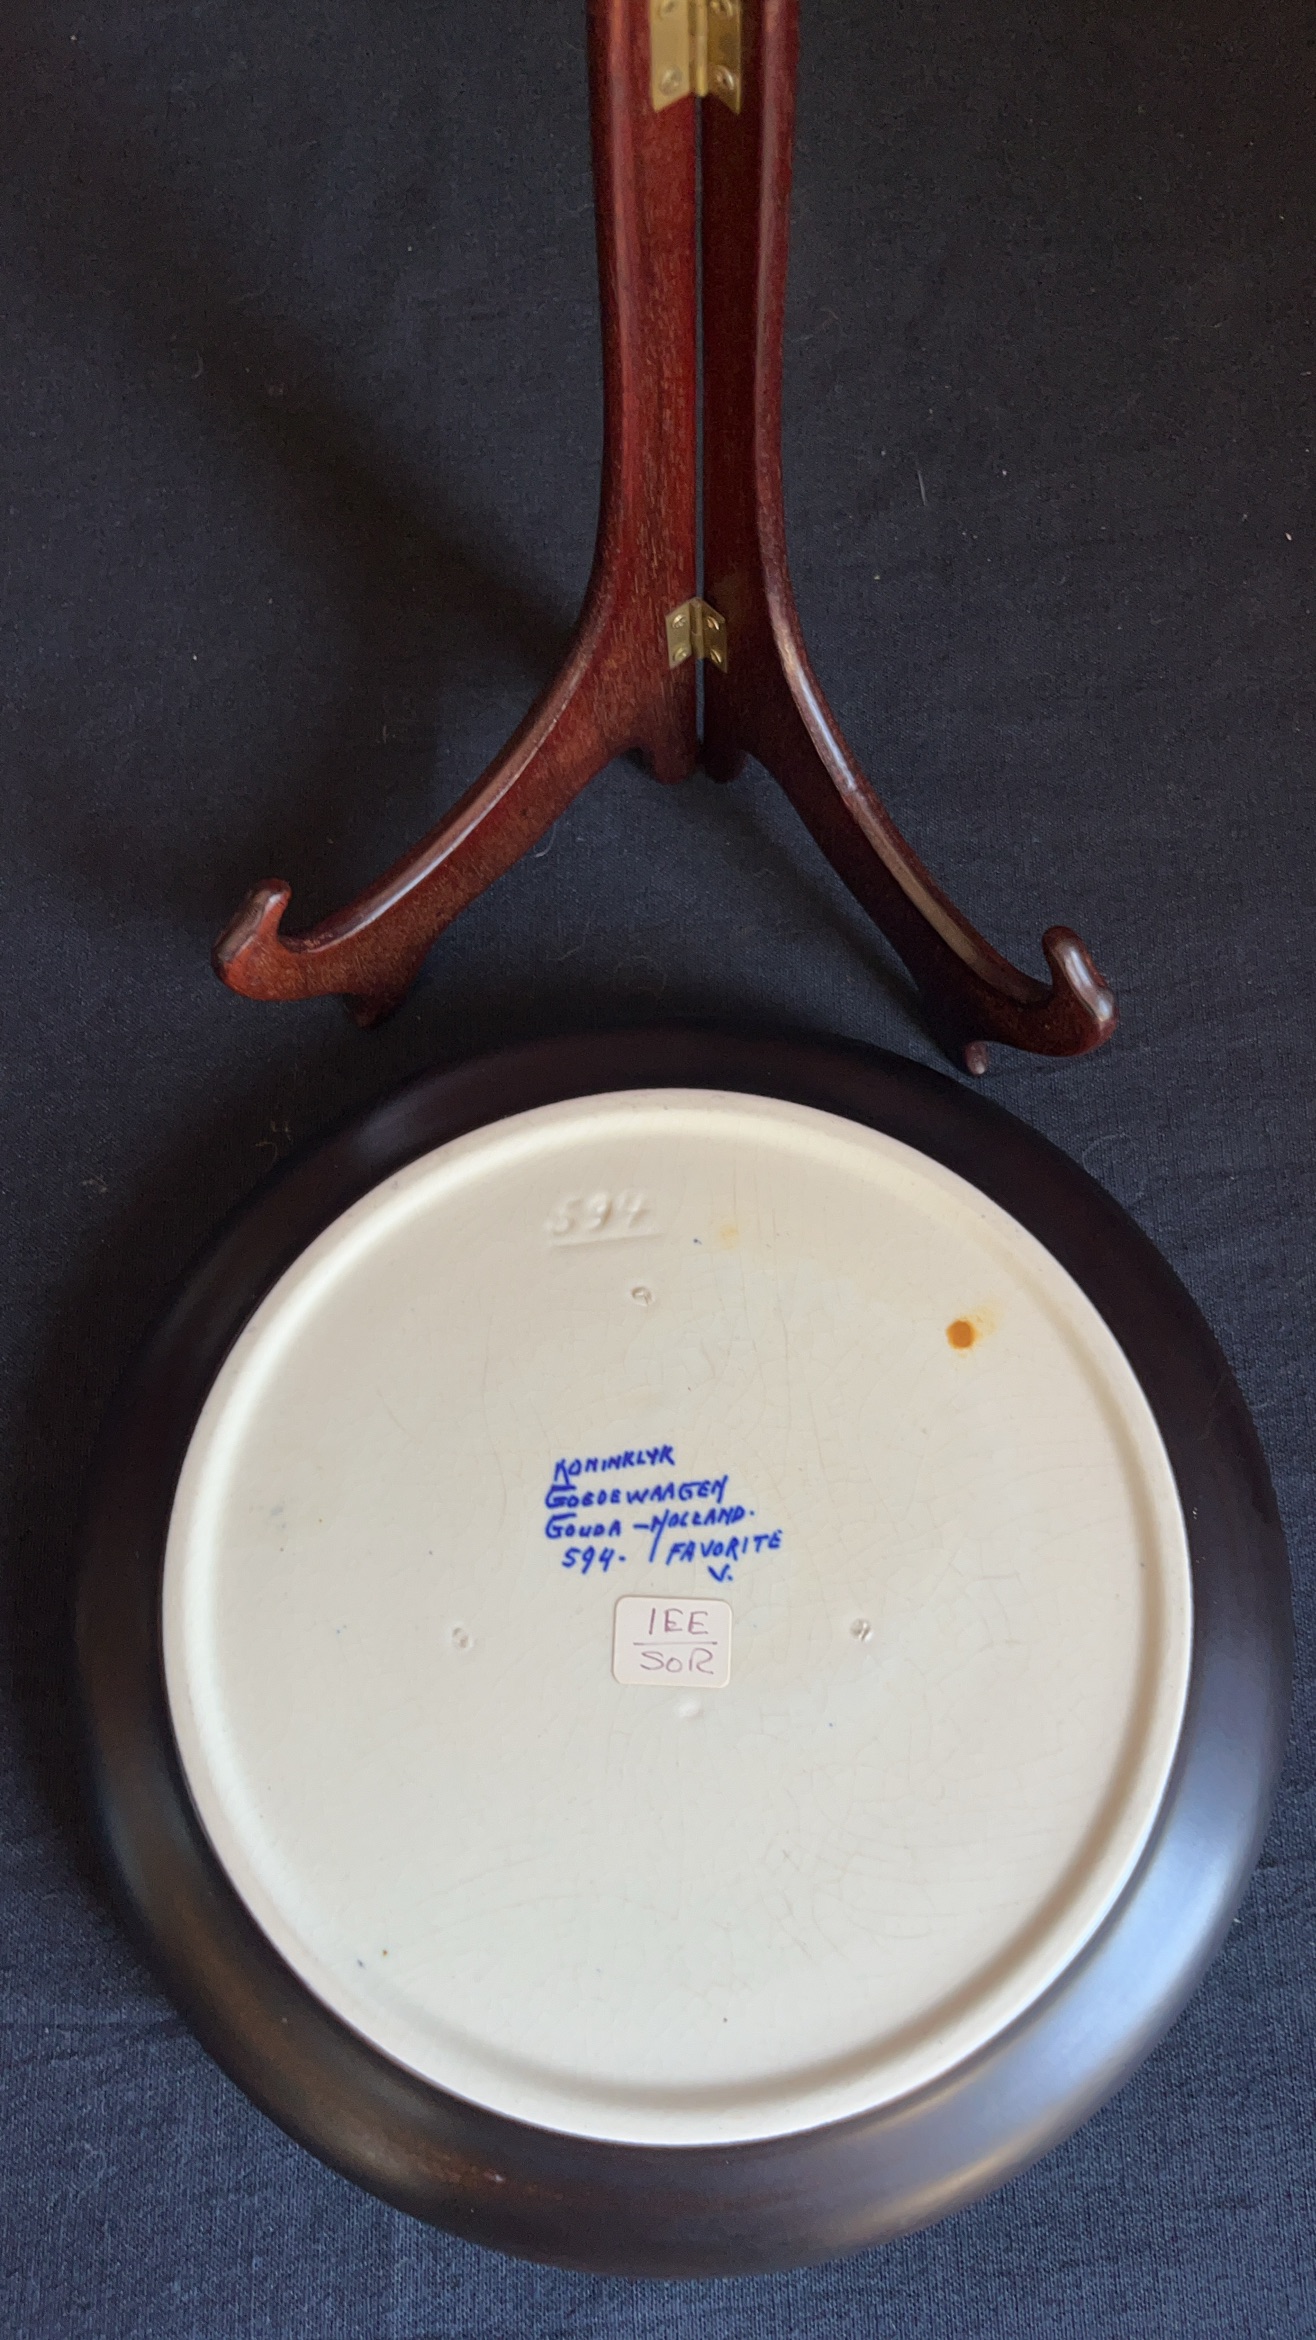 594
KONINKLYK
GOEDEWAAGEN
GOUDA - HOLLAND.
594. / FAVORITE
V.
IEE
SOR